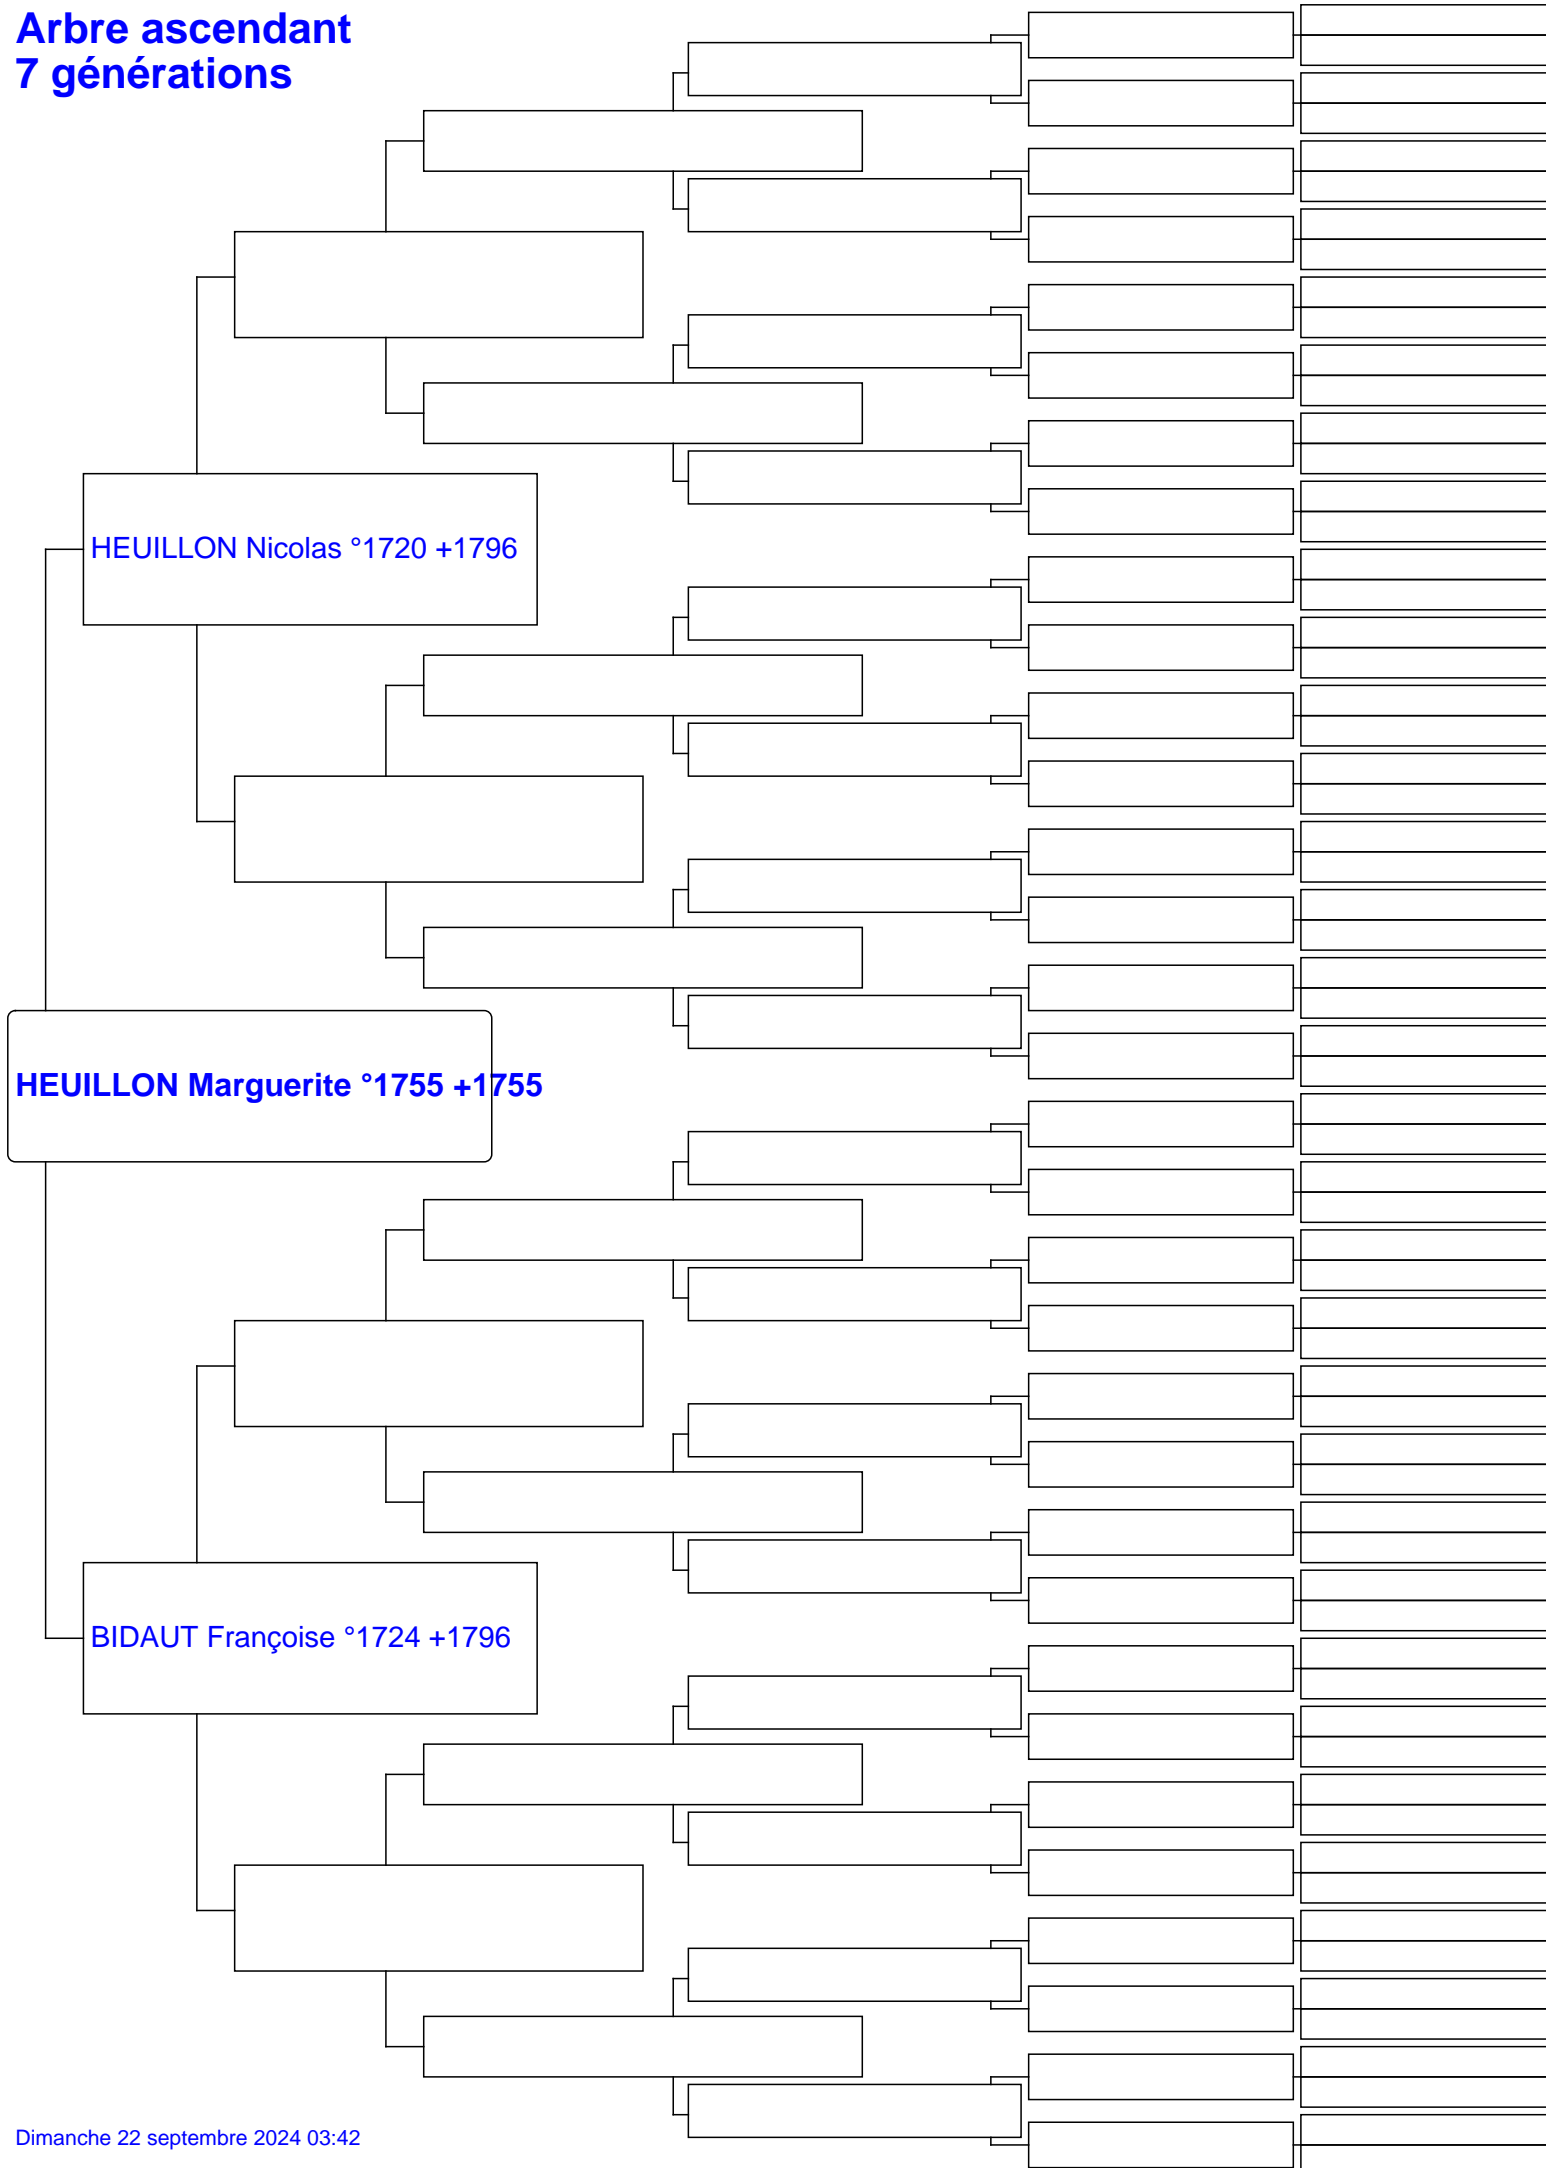 Arbre ascendant
7 générations
HEUILLON Nicolas °1720 +1796
HEUILLON Marguerite °1755 +1755
BIDAUT Françoise °1724 +1796
Dimanche 22 septembre 2024 03:42